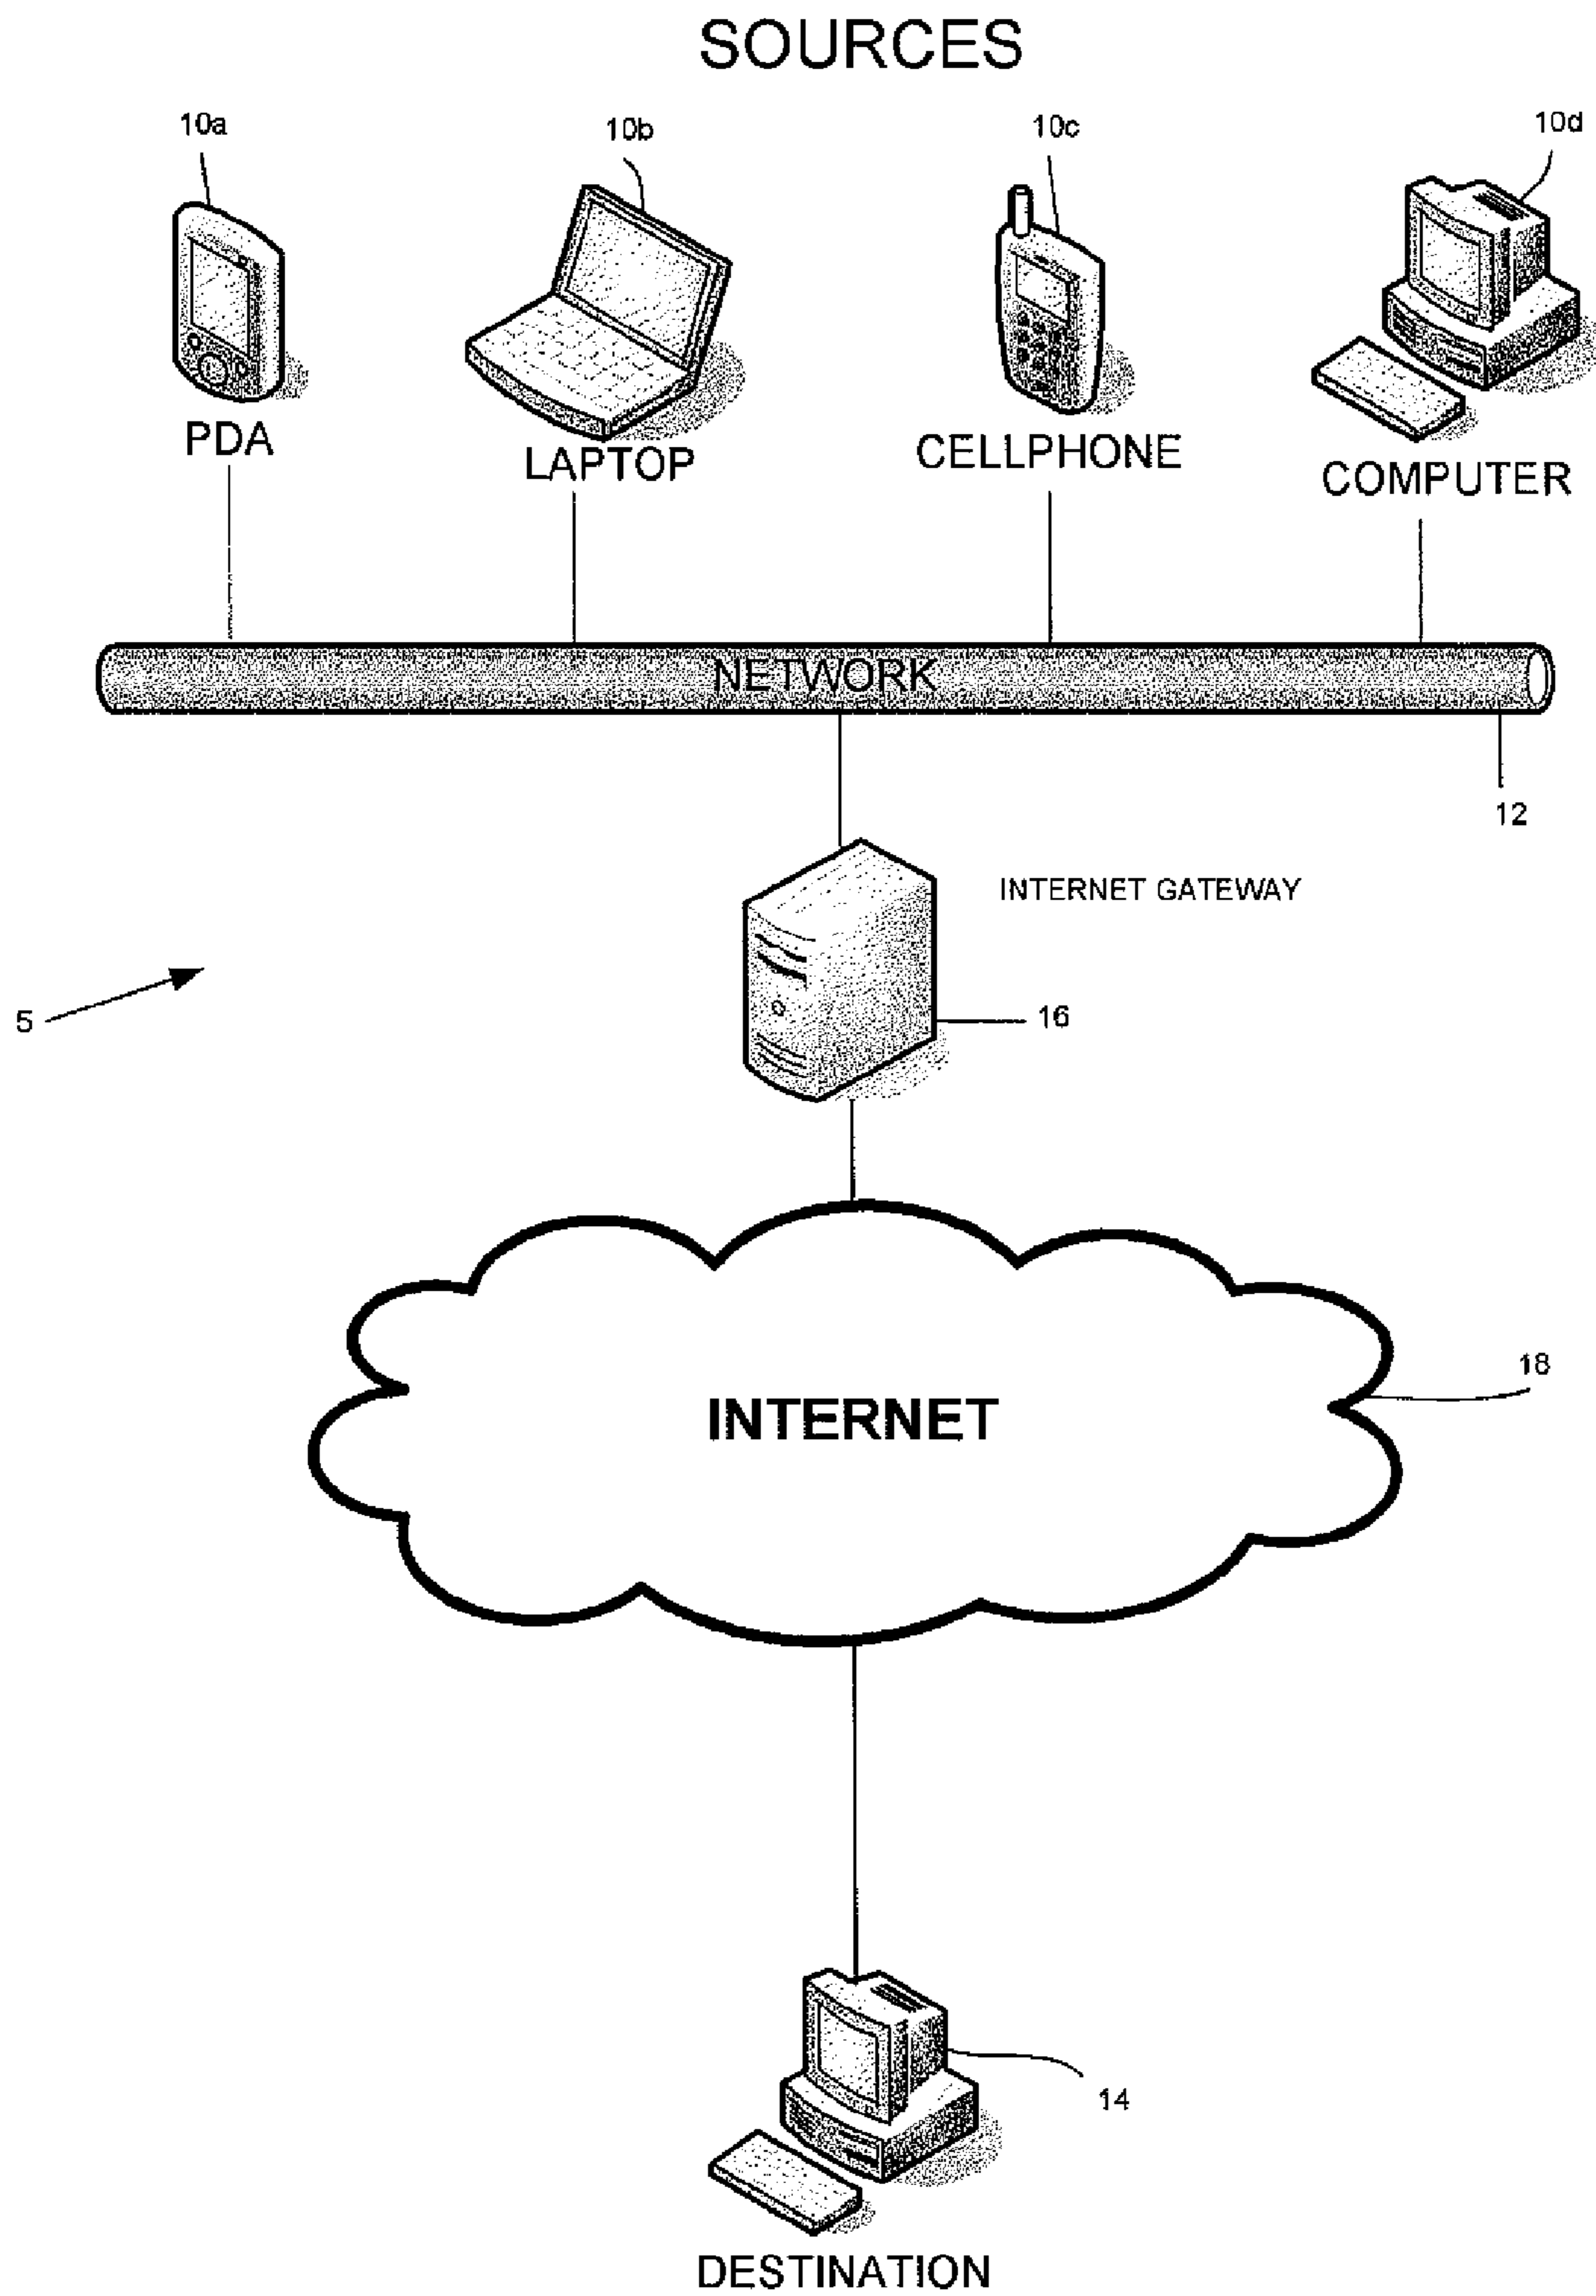 SOURCES
10a
10b
10c
10d
PDA
LAPTOP
CELLPHONE
COMPUTER
NETWORK
12
INTERNET GATEWAY
5
16
18
INTERNET
14
DESTINATION